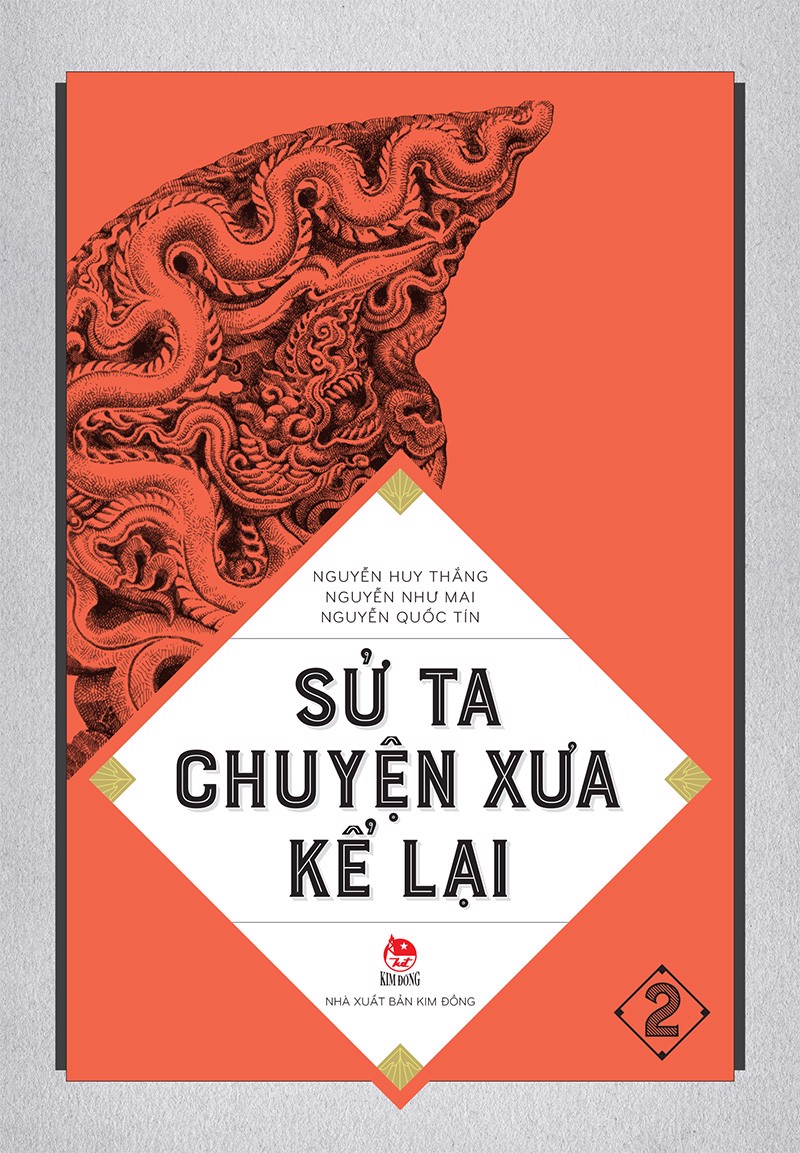 NGUYỄN HUY THẮNG
NGUYỄN NHƯ MAI
NGUYỄN QUỐC TÍN
SỬ TA
CHUYỆN XƯA
KỂ LẠI
kđ
KIM ĐỒNG
NHÀ XUẤT BẢN KIM ĐỒNG
2